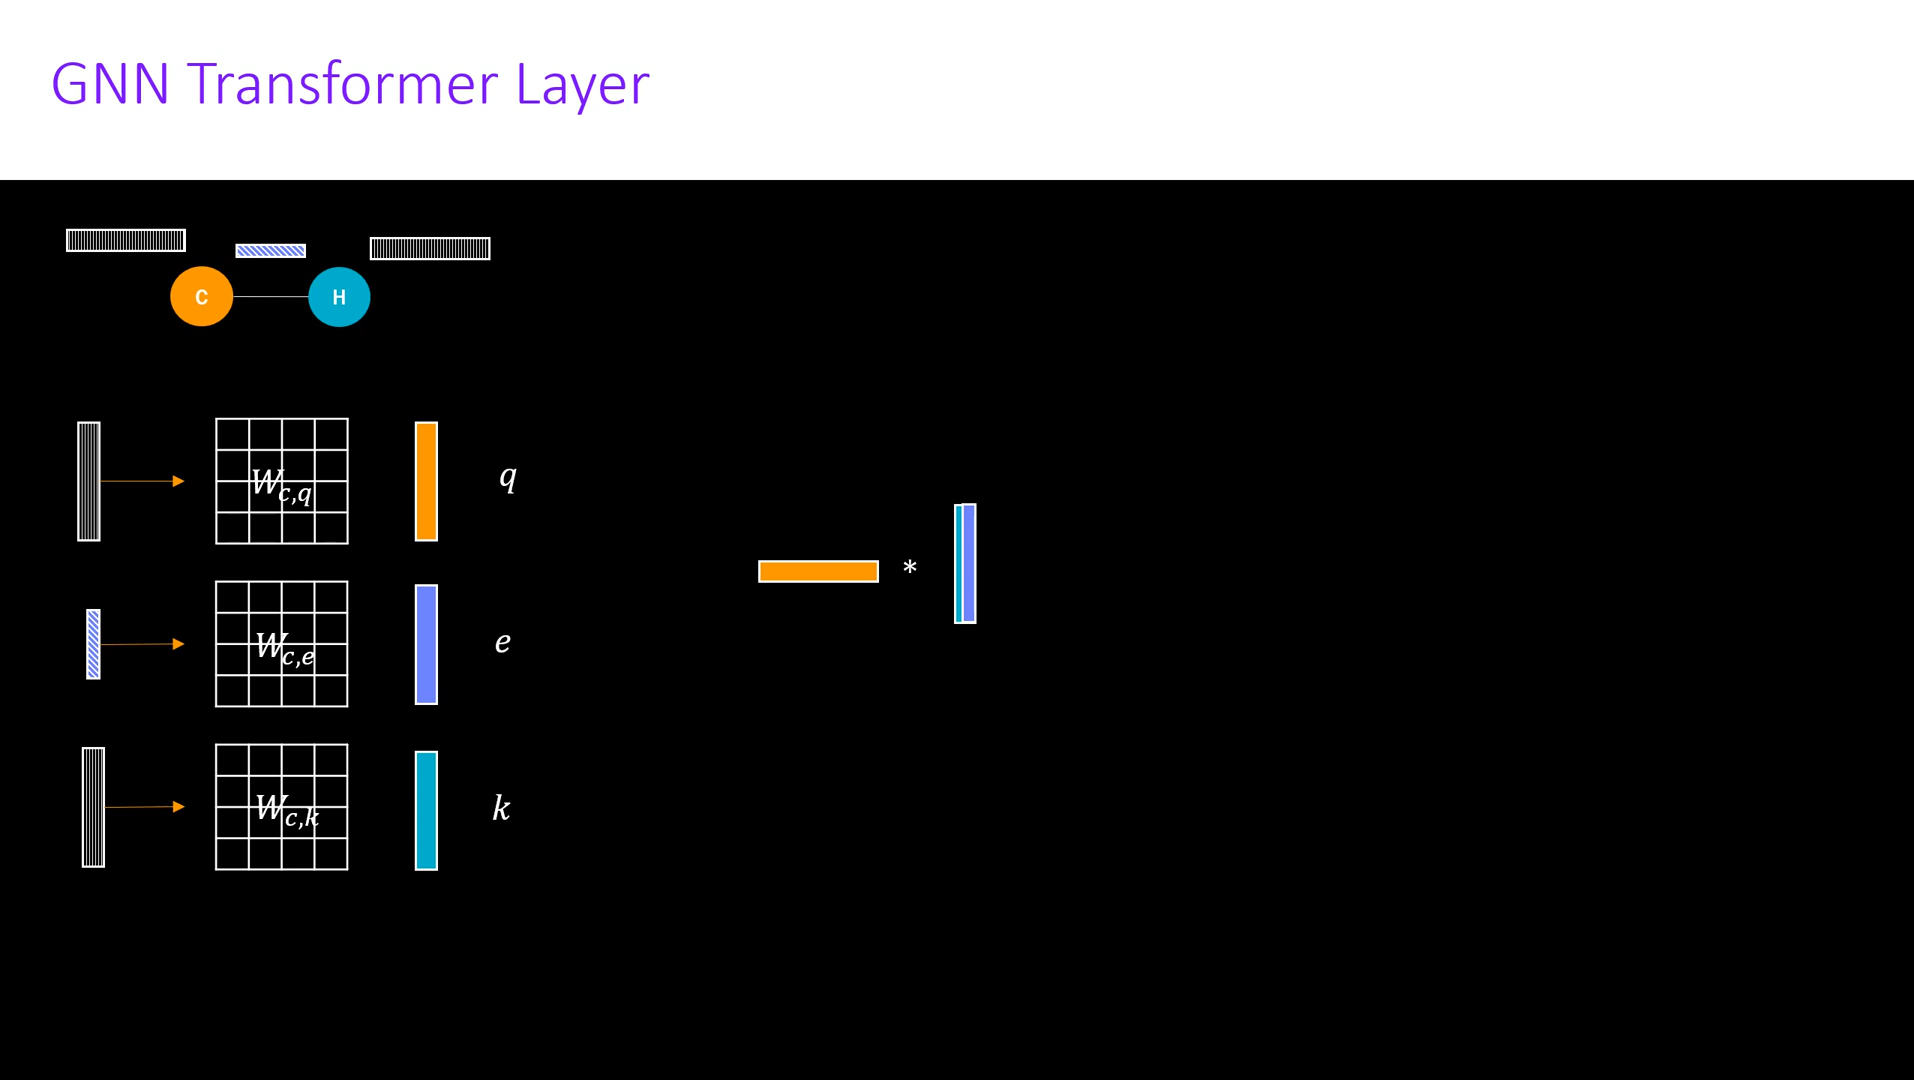 GNN Transformer Layer
C H
W_{c,q} q
*
W_{c,e} e
W_{c,k} k